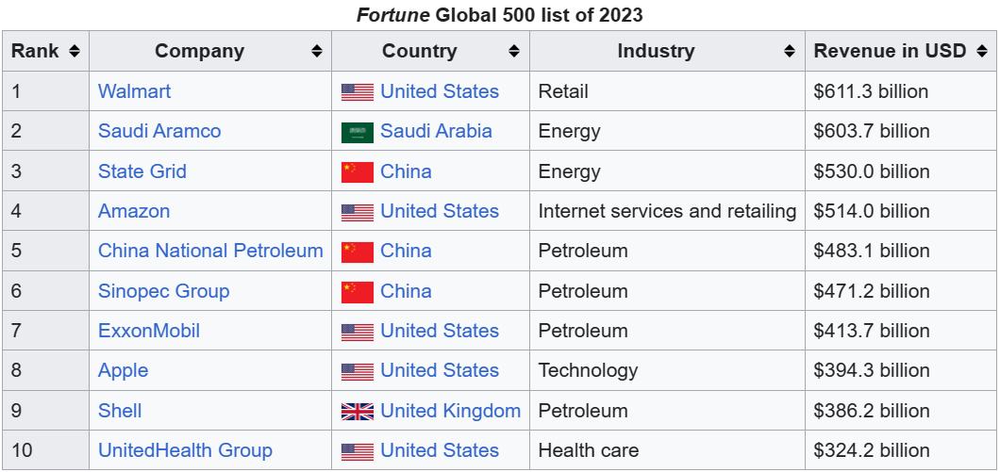 Fortune Global 500 list of 2023
Rank Company Country Industry Revenue in USD
1 Walmart United States Retail $611.3 billion
2 Saudi Aramco Saudi Arabia Energy $603.7 billion
3 State Grid China Energy $530.0 billion
4 Amazon United States Internet services and retailing $514.0 billion
5 China National Petroleum China Petroleum $483.1 billion
6 Sinopec Group China Petroleum $471.2 billion
7 ExxonMobil United States Petroleum $413.7 billion
8 Apple United States Technology $394.3 billion
9 Shell United Kingdom Petroleum $386.2 billion
10 UnitedHealth Group United States Health care $324.2 billion